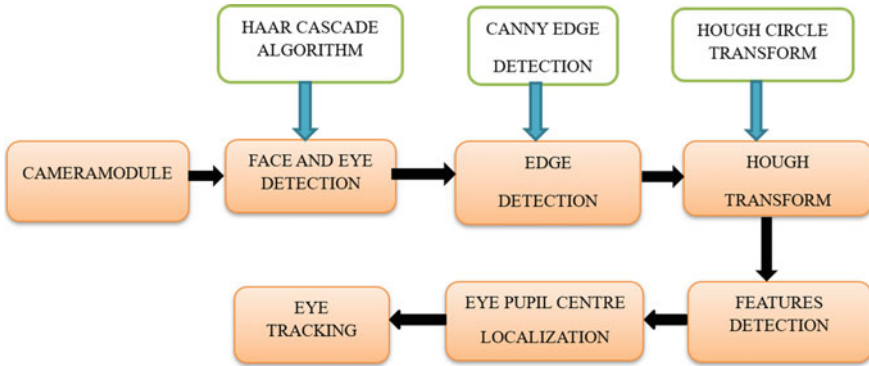 HAAR CASCADE
ALGORITHM
CANNY EDGE
DETECTION
HOUGH CIRCLE
TRANSFORM
CAMERAMODULE
FACE AND EYE
DETECTION
EDGE
DETECTION
HOUGH
TRANSFORM
FEATURES
DETECTION
EYE PUPIL CENTRE
LOCALIZATION
EYE
TRACKING